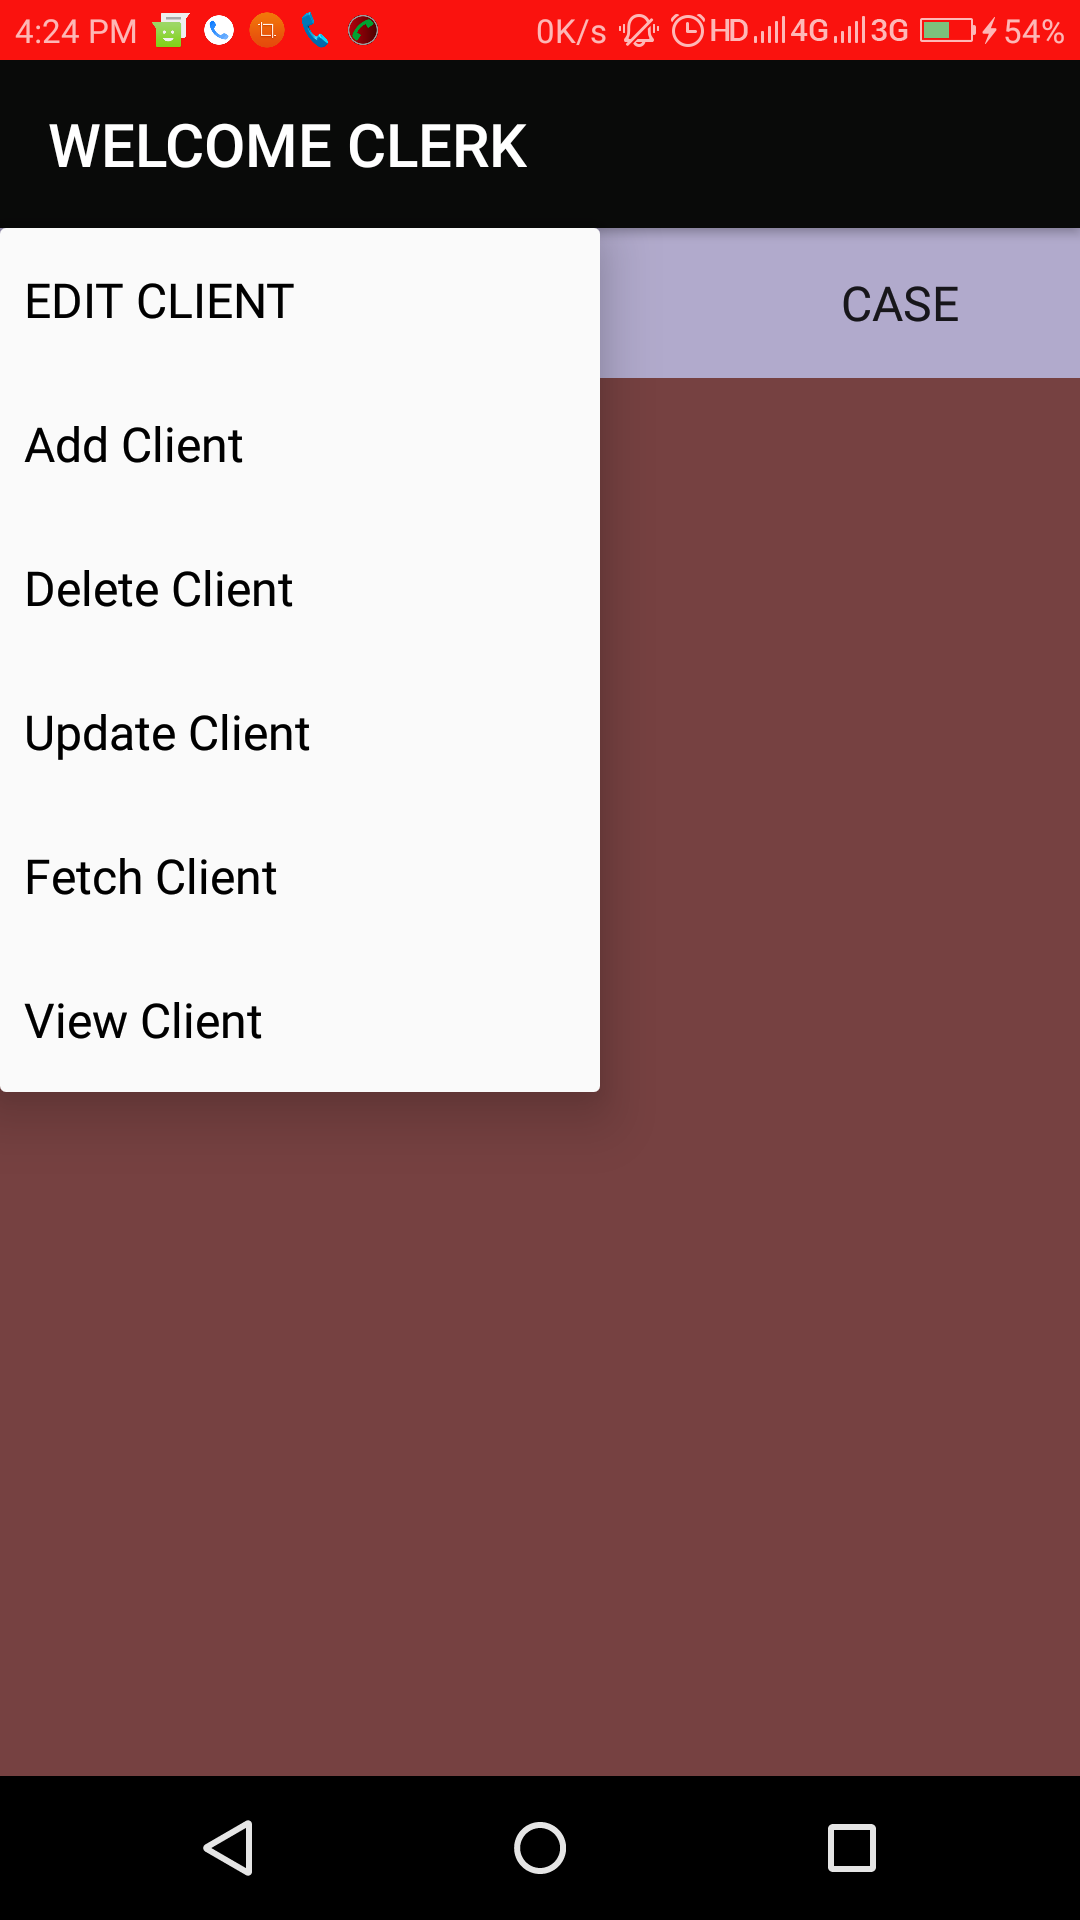 4:24 PM 0K/s HD 4G 3G 54%
WELCOME CLERK
EDIT CLIENT
CASE
Add Client
Delete Client
Update Client
Fetch Client
View Client